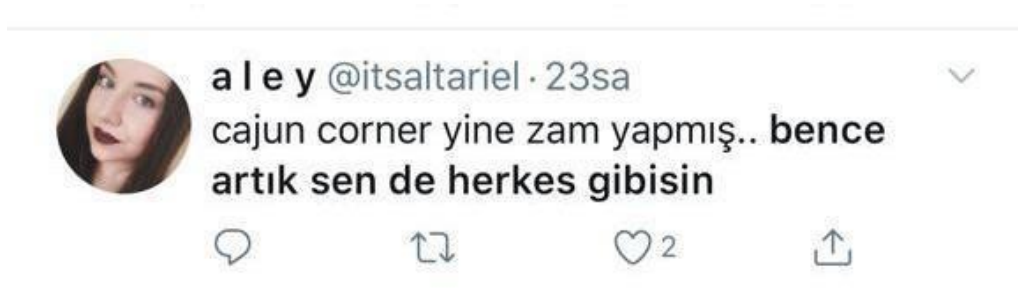 a l e y @itsaltariel · 23sa
cajun corner yine zam yapmış.. bence
artık sen de herkes gibisin
2